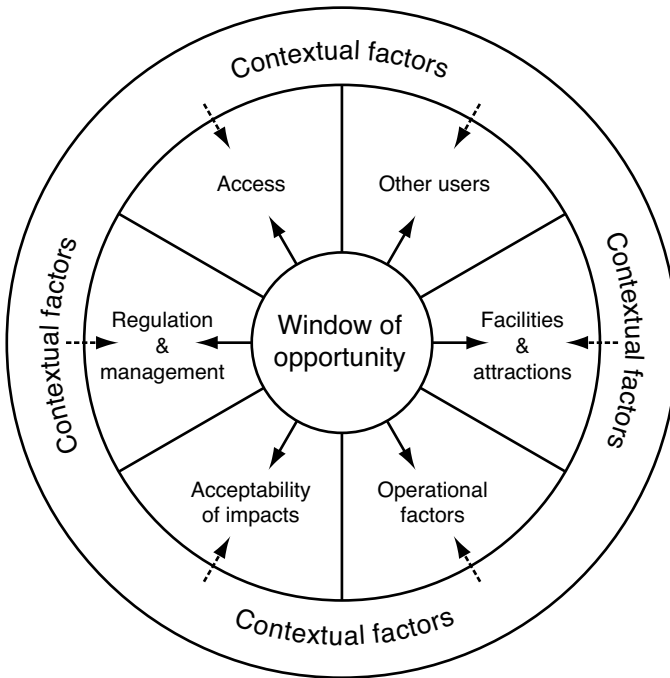 Contextual factors
Access
Other users
Contextual factors
Regulation
&
management
Window of
opportunity
Facilities
&
attractions
Contextual factors
Acceptability
of impacts
Operational
factors
Contextual factors